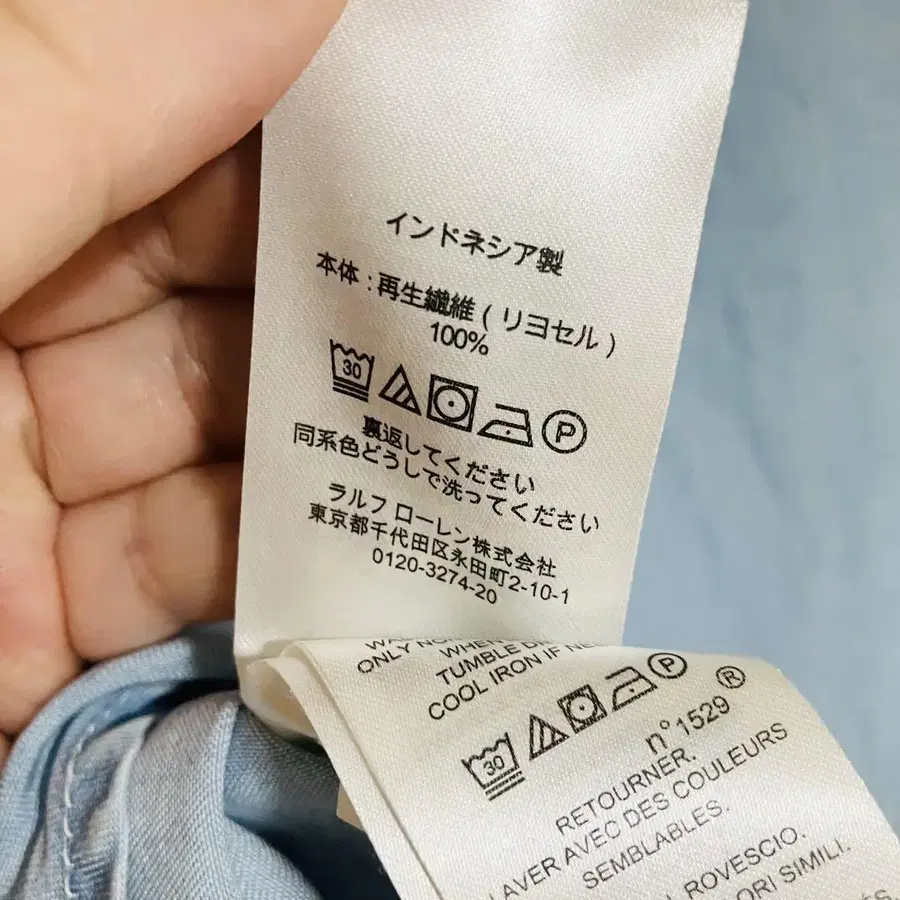 インドネシア製
本体 : 再生繊維 ( リヨセル )
100%
30 P
裏返してください
同系色どうしで洗ってください
ラルフ ローレン株式会社
東京都千代田区永田町2-10-1
0120-3274-20
ONLY
WHEN
TUMBLE
COOL IRON IF
30 P
n°1529 ®
RETOURNER.
LAVER AVEC DES COULEURS
SEMBLABLES.
ROVESCIO.
SIMILI.